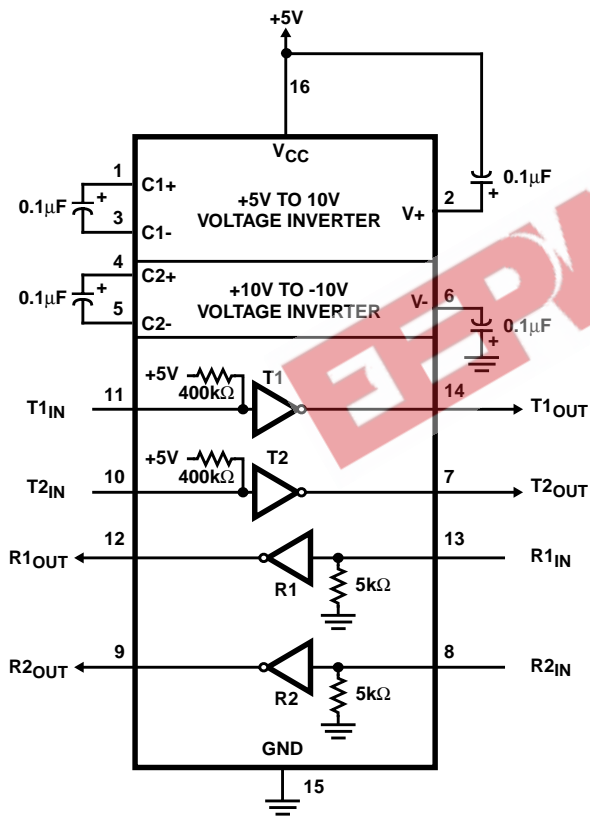 +5V
16
VCC
1
C1+
0.1μF
+
3
C1-
+5V TO 10V
VOLTAGE INVERTER
V+
2
0.1μF
+
4
C2+
0.1μF
+
5
C2-
+10V TO -10V
VOLTAGE INVERTER
V-
6
0.1μF
+
+5V
400kΩ
T1
T1IN
11
14
T1OUT
+5V
400kΩ
T2
T2IN
10
7
T2OUT
R1OUT
12
R1
5kΩ
13
R1IN
R2OUT
9
R2
5kΩ
8
R2IN
GND
15